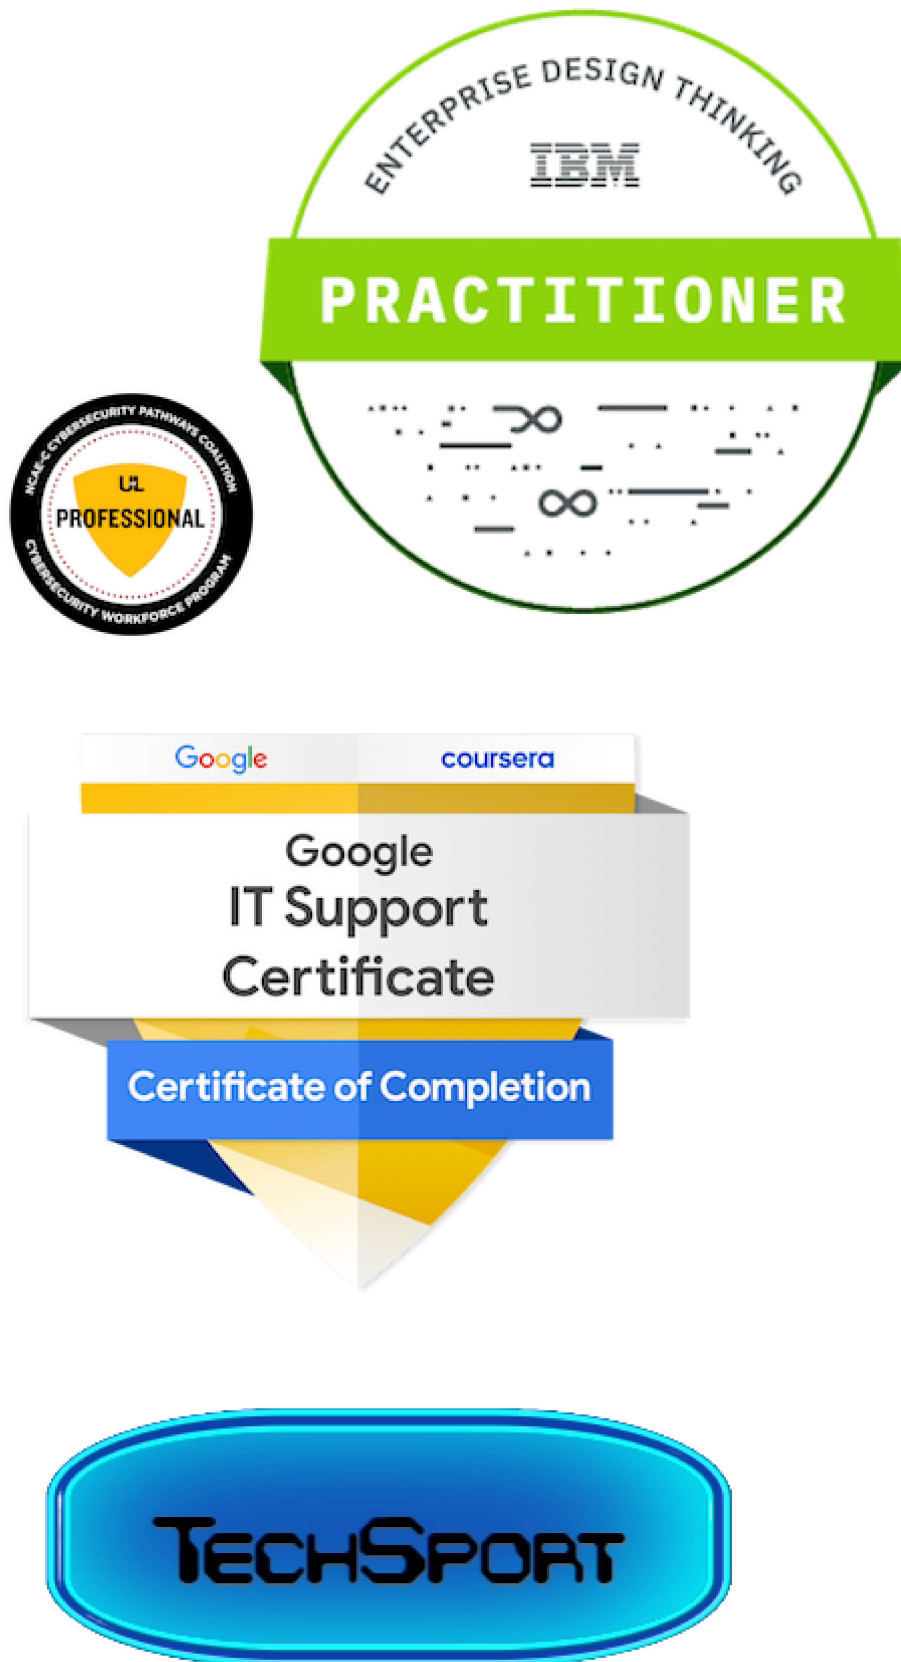 ENTERPRISE DESIGN THINKING
IBM
PRACTITIONER
NCAE-C CYBERSECURITY PATHWAYS COALITION
UL
PROFESSIONAL
CYBERSECURITY WORKFORCE PROGRAM
Google coursera
Google
IT Support
Certificate
Certificate of Completion
TECHSPORT